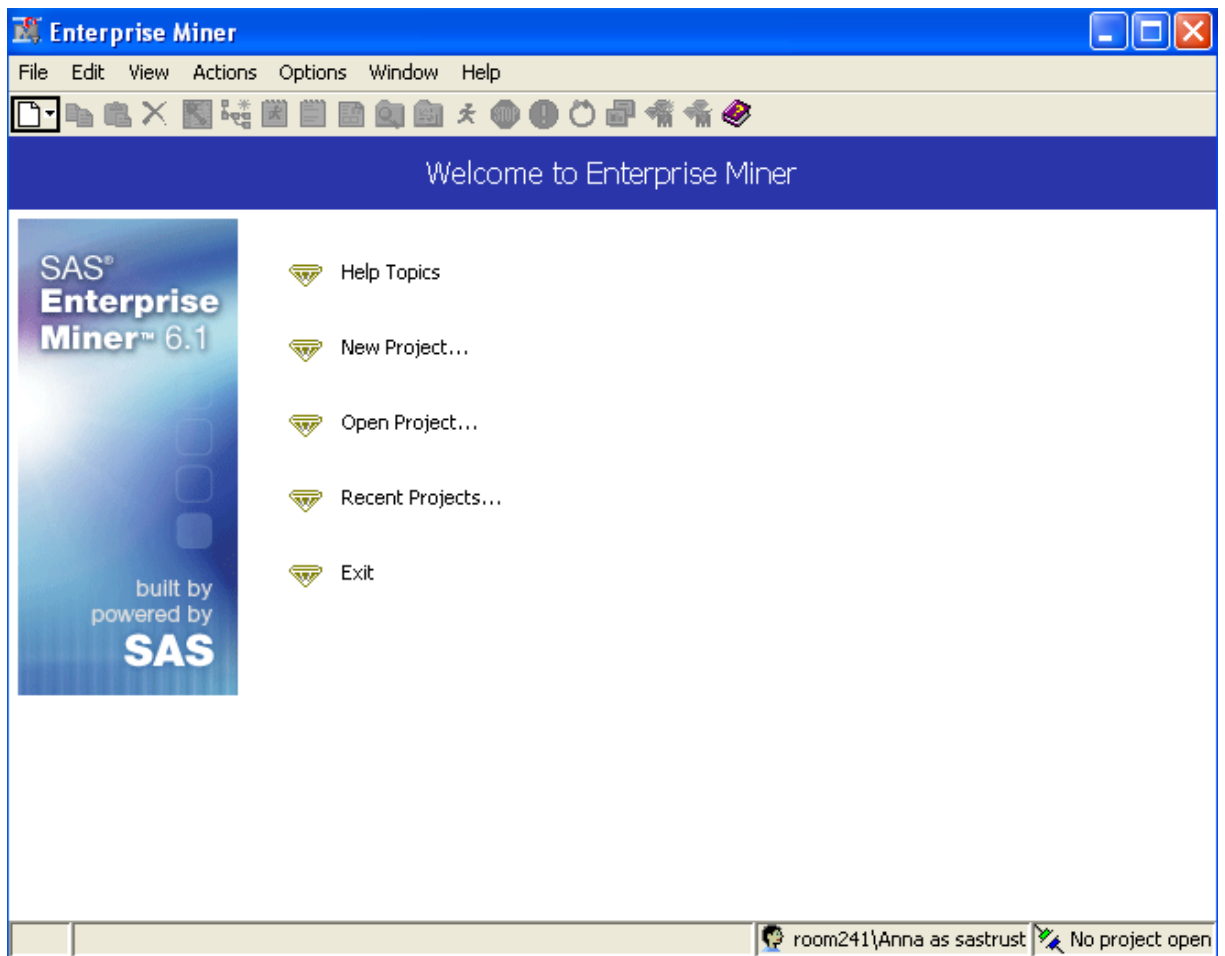 Enterprise Miner
File Edit View Actions Options Window Help
Welcome to Enterprise Miner
SAS®
Enterprise
Miner™ 6.1
built by
powered by
SAS
Help Topics
New Project...
Open Project...
Recent Projects...
Exit
room241\Anna as sastrust
No project open